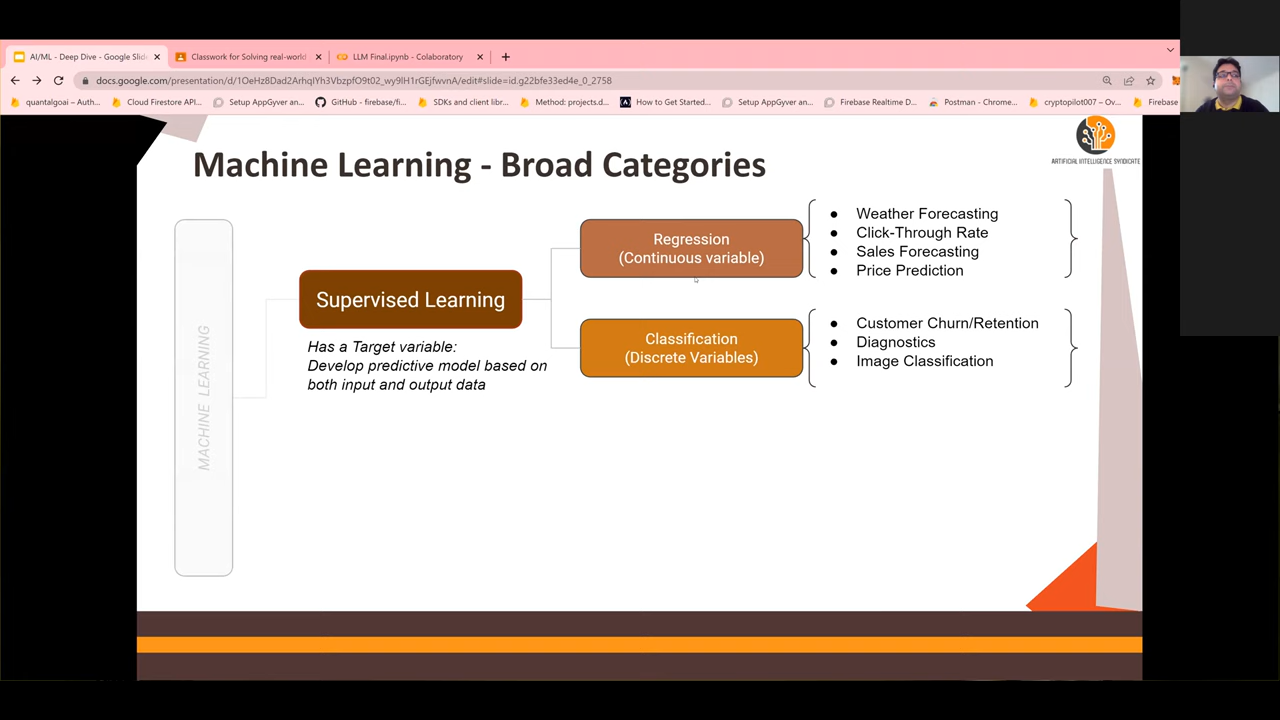 AI/ML - Deep Dive - Google Slid
Classwork for Solving real-world
LLM Final.ipynb - Colaboratory
docs.google.com/presentation/d/1OeHz8Dad2ArhqIYh3VbzpfO9t02_wy9lH1rGEjfwvnA/edit#slide=id.g22bfe33ed4e_0_2758
quantalgoai – Auth...
Cloud Firestore API...
Setup AppGyver an...
GitHub - firebase/fi...
SDKs and client libr...
Method: projects.d...
How to Get Started...
Setup AppGyver an...
Firebase Realtime D...
Postman - Chrome...
cryptopilot007 – Ov...
Firebase
Machine Learning - Broad Categories
ARTIFICIAL INTELLIGENCE SYNDICATE
MACHINE LEARNING
Supervised Learning
Has a Target variable:
Develop predictive model based on
both input and output data
Regression
(Continuous variable)
● Weather Forecasting
● Click-Through Rate
● Sales Forecasting
● Price Prediction
Classification
(Discrete Variables)
● Customer Churn/Retention
● Diagnostics
● Image Classification